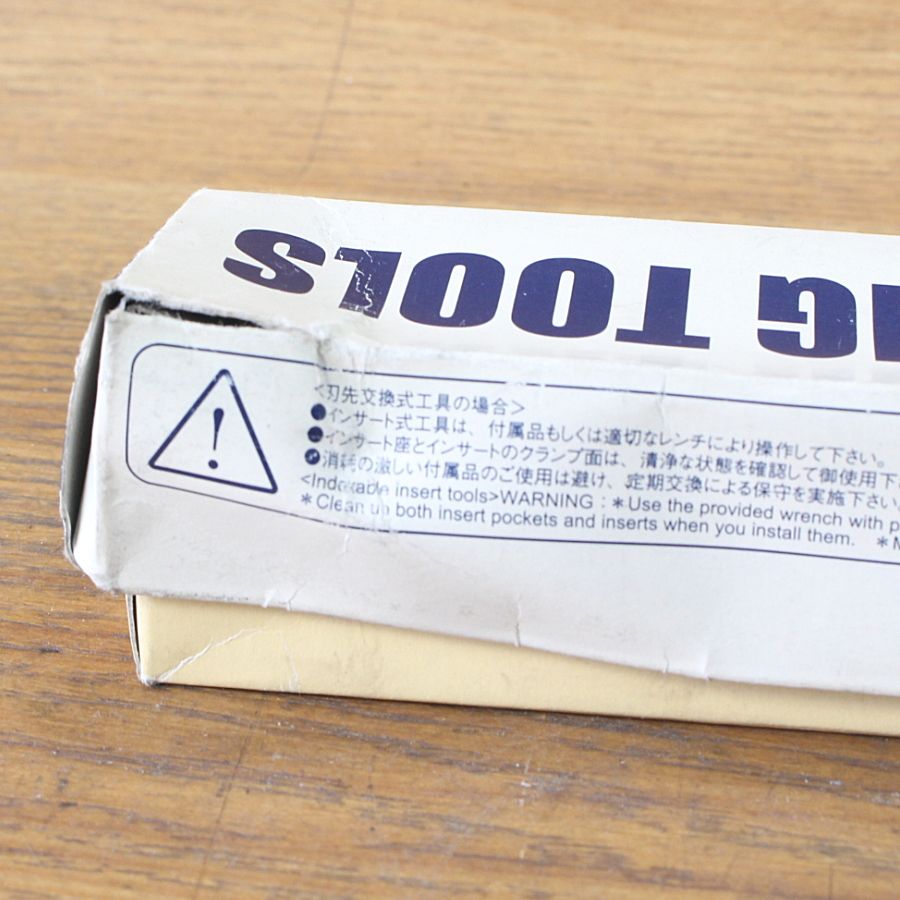 G TOOLS
<刃先交換式工具の場合>
●インサート式工具は、付属品もしくは適切なレンチにより操作して下さい。
●インサート座とインサートのクランプ面は、清浄な状態を確認して御使用下
●消耗の激しい付属品のご使用は避け、定期交換による保守を実施下さい。
<Indexable insert tools>WARNING : *Use the provided wrench with p
*Clean up both insert pockets and inserts when you install them. *M